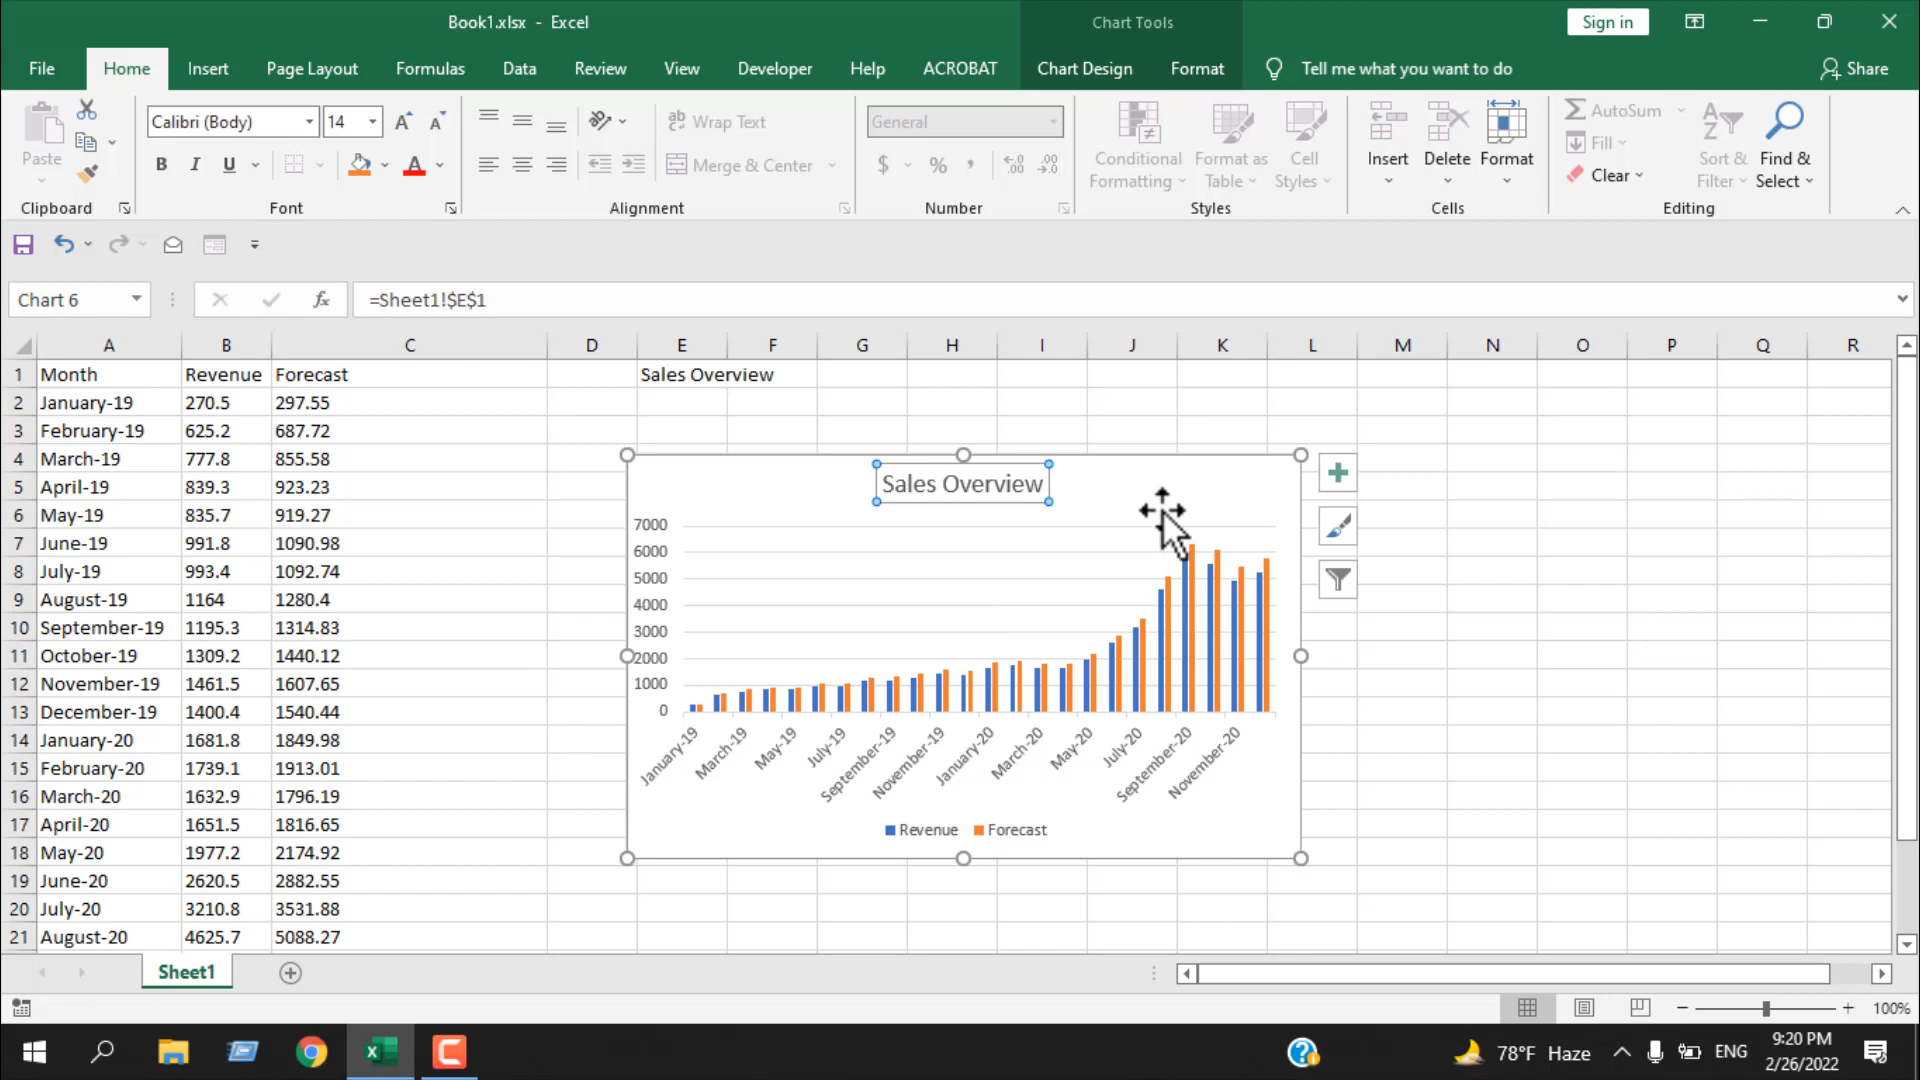 Book1.xlsx - Excel
Chart Tools
Sign in
File Home Insert Page Layout Formulas Data Review View Developer Help ACROBAT Chart Design Format Tell me what you want to do Share
Paste
Calibri (Body) 14
B I U
Wrap Text
Merge & Center
General
$ % ,
Conditional Formatting
Format as Table
Cell Styles
Insert Delete Format
AutoSum
Fill
Clear
Sort & Filter
Find & Select
Clipboard Font Alignment Number Styles Cells Editing
Chart 6 fx =Sheet1!$E$1
A B C D E F G H I J K L M N O P Q R
1 Month Revenue Forecast Sales Overview
2 January-19 270.5 297.55
3 February-19 625.2 687.72
4 March-19 777.8 855.58
5 April-19 839.3 923.23
6 May-19 835.7 919.27
7 June-19 991.8 1090.98
8 July-19 993.4 1092.74
9 August-19 1164 1280.4
10 September-19 1195.3 1314.83
11 October-19 1309.2 1440.12
12 November-19 1461.5 1607.65
13 December-19 1400.4 1540.44
14 January-20 1681.8 1849.98
15 February-20 1739.1 1913.01
16 March-20 1632.9 1796.19
17 April-20 1651.5 1816.65
18 May-20 1977.2 2174.92
19 June-20 2620.5 2882.55
20 July-20 3210.8 3531.88
21 August-20 4625.7 5088.27
Sales Overview
7000
6000
5000
4000
3000
2000
1000
0
January-19 March-19 May-19 July-19 September-19 November-19 January-20 March-20 May-20 July-20 September-20 November-20
Revenue Forecast
Sheet1
100%
78°F Haze ENG
9:20 PM
2/26/2022